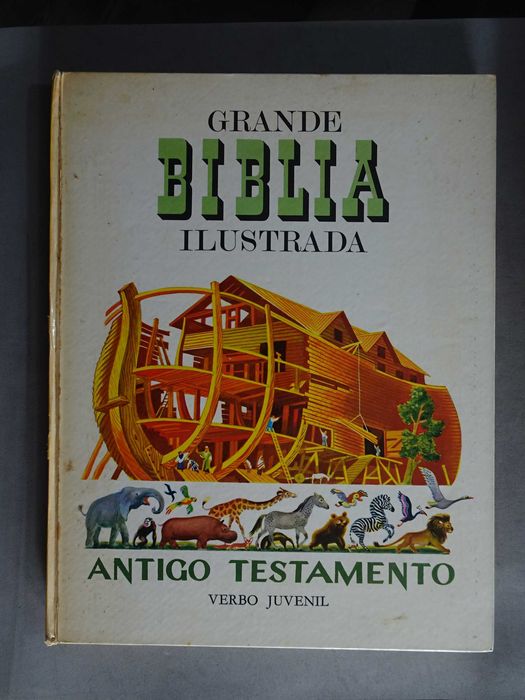 GRANDE
BIBLIA
ILUSTRADA
ANTIGO TESTAMENTO
VERBO JUVENIL